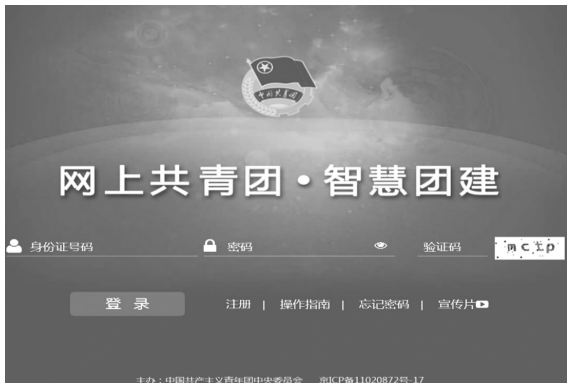 中国共青团
网上共青团·智慧团建
身份证号码 密码 验证码
登 录 注册 | 操作指南 | 忘记密码 | 宣传片
主办：中国共产主义青年团中央委员会 京ICP备11020872号-17